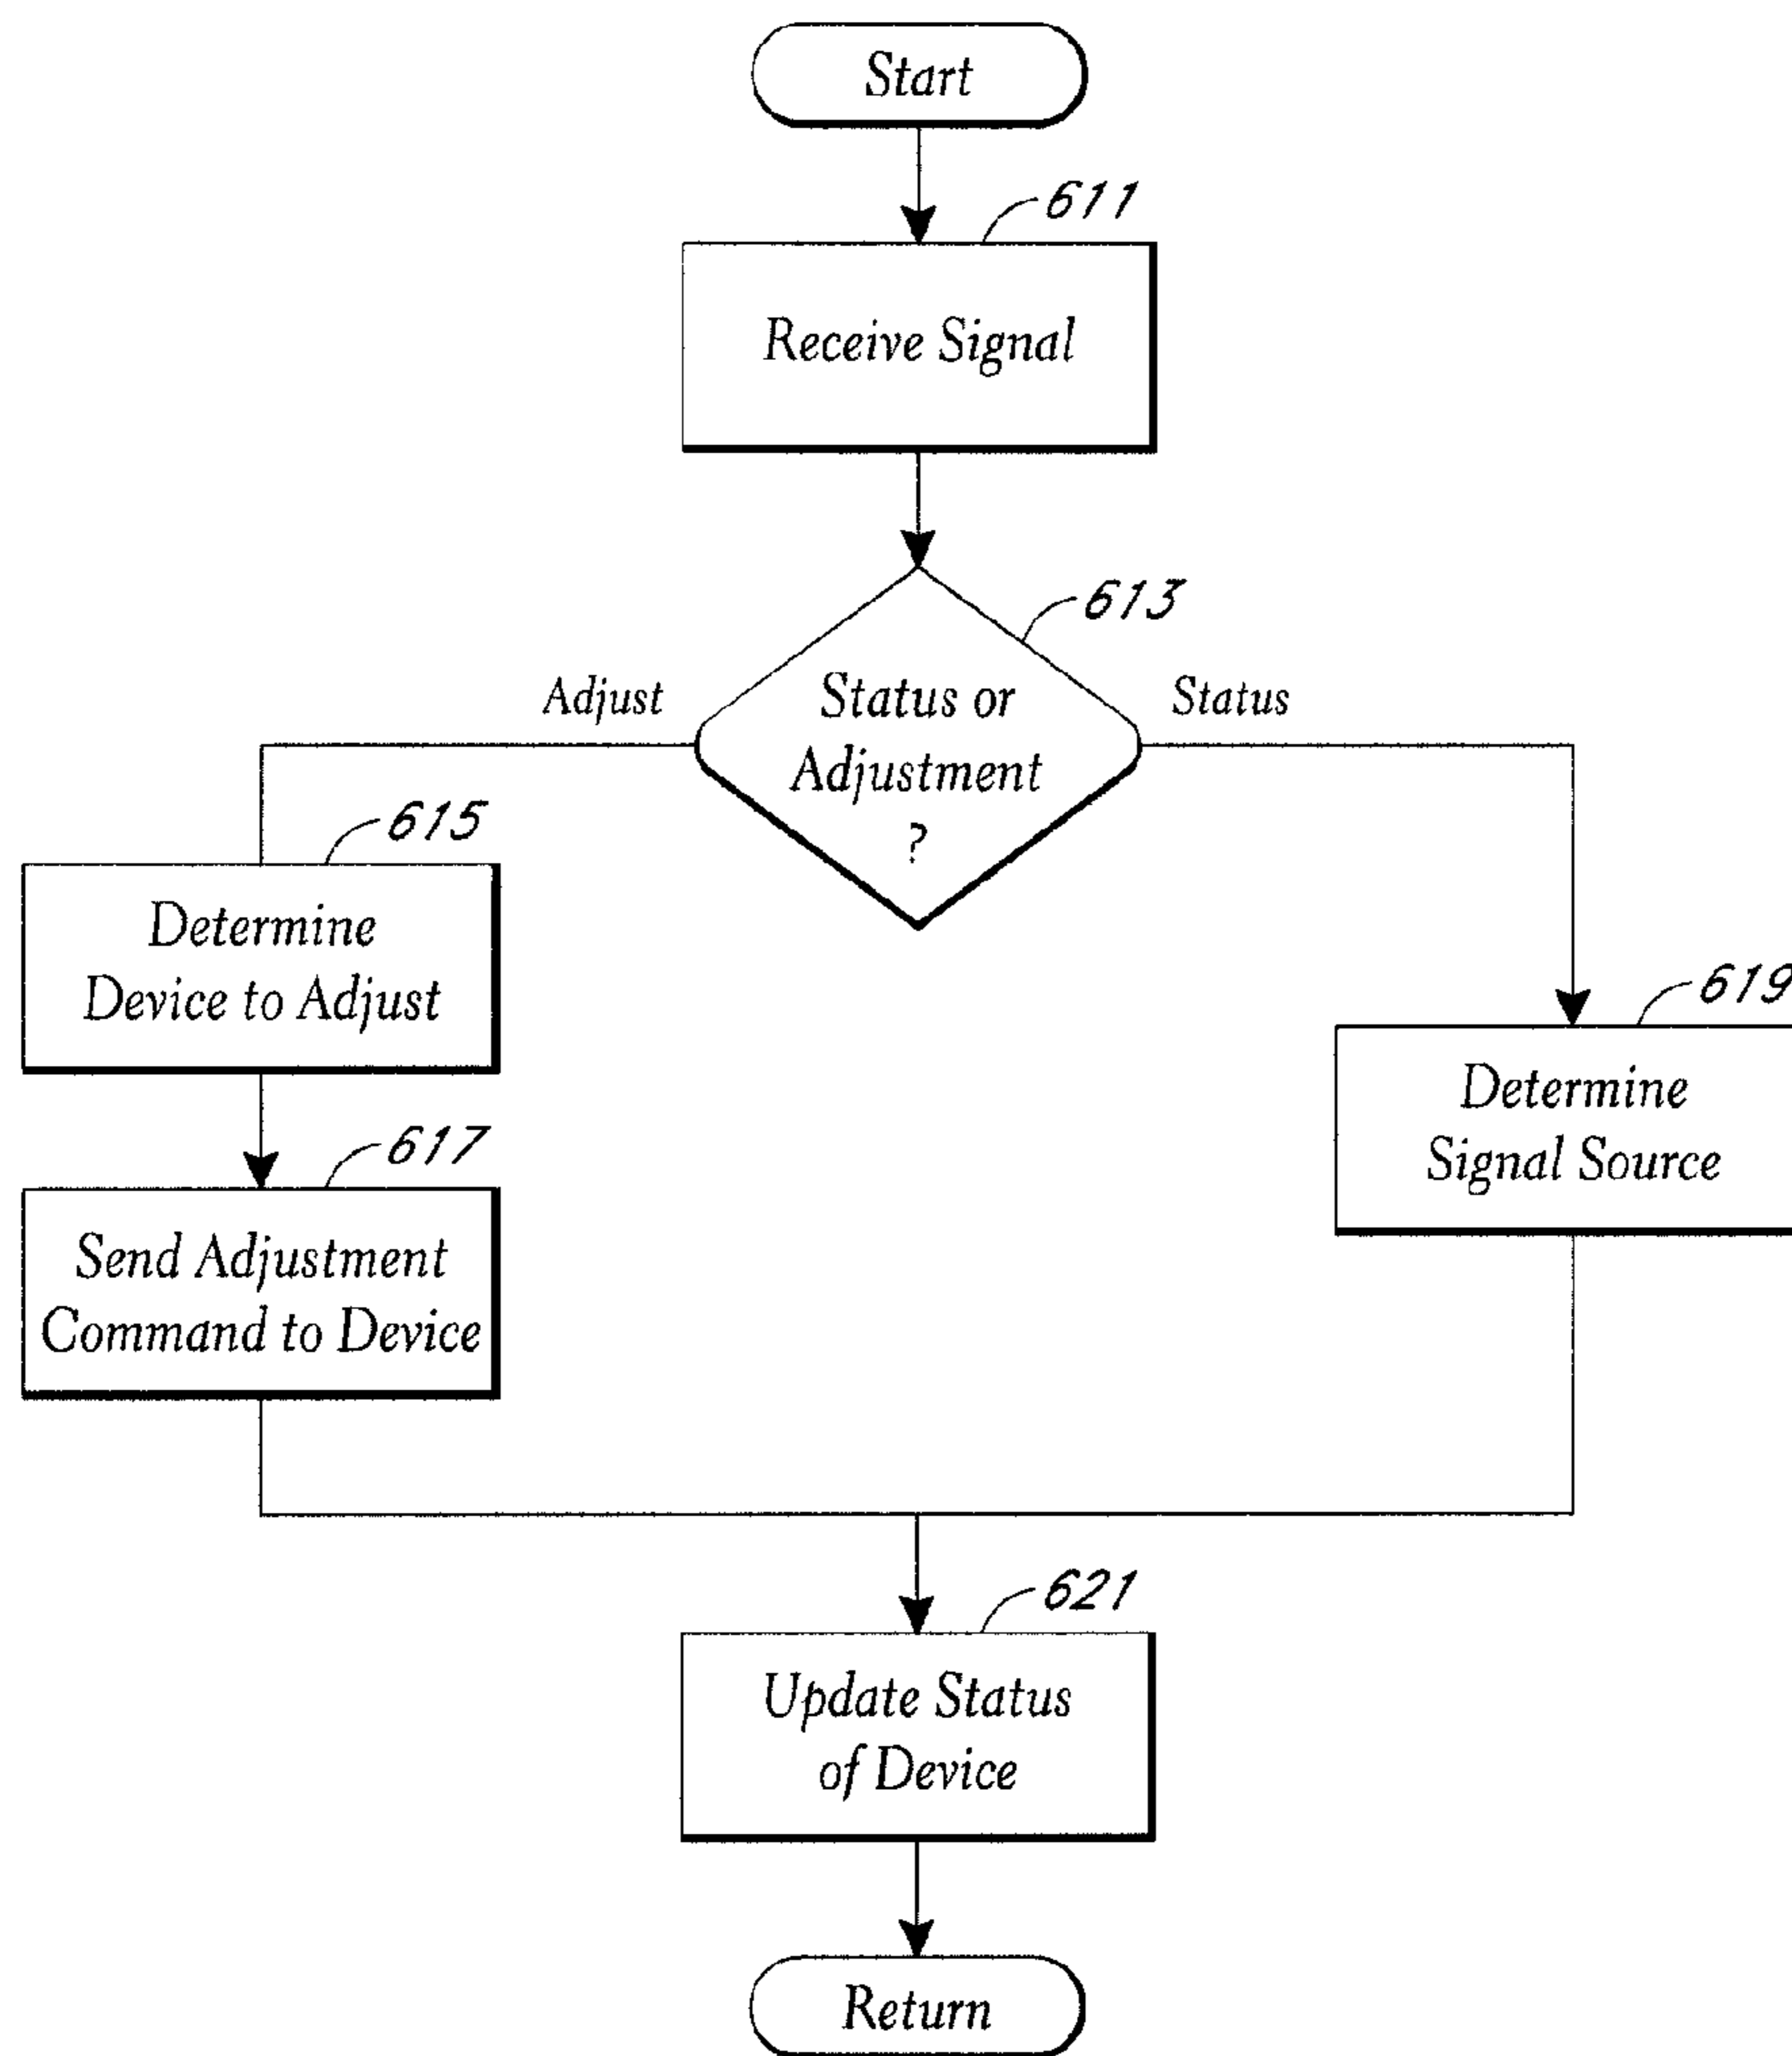 Start
611
Receive Signal
613
Adjust
Status or
Adjustment
?
Status
615
Determine
Device to Adjust
617
Send Adjustment
Command to Device
619
Determine
Signal Source
621
Update Status
of Device
Return